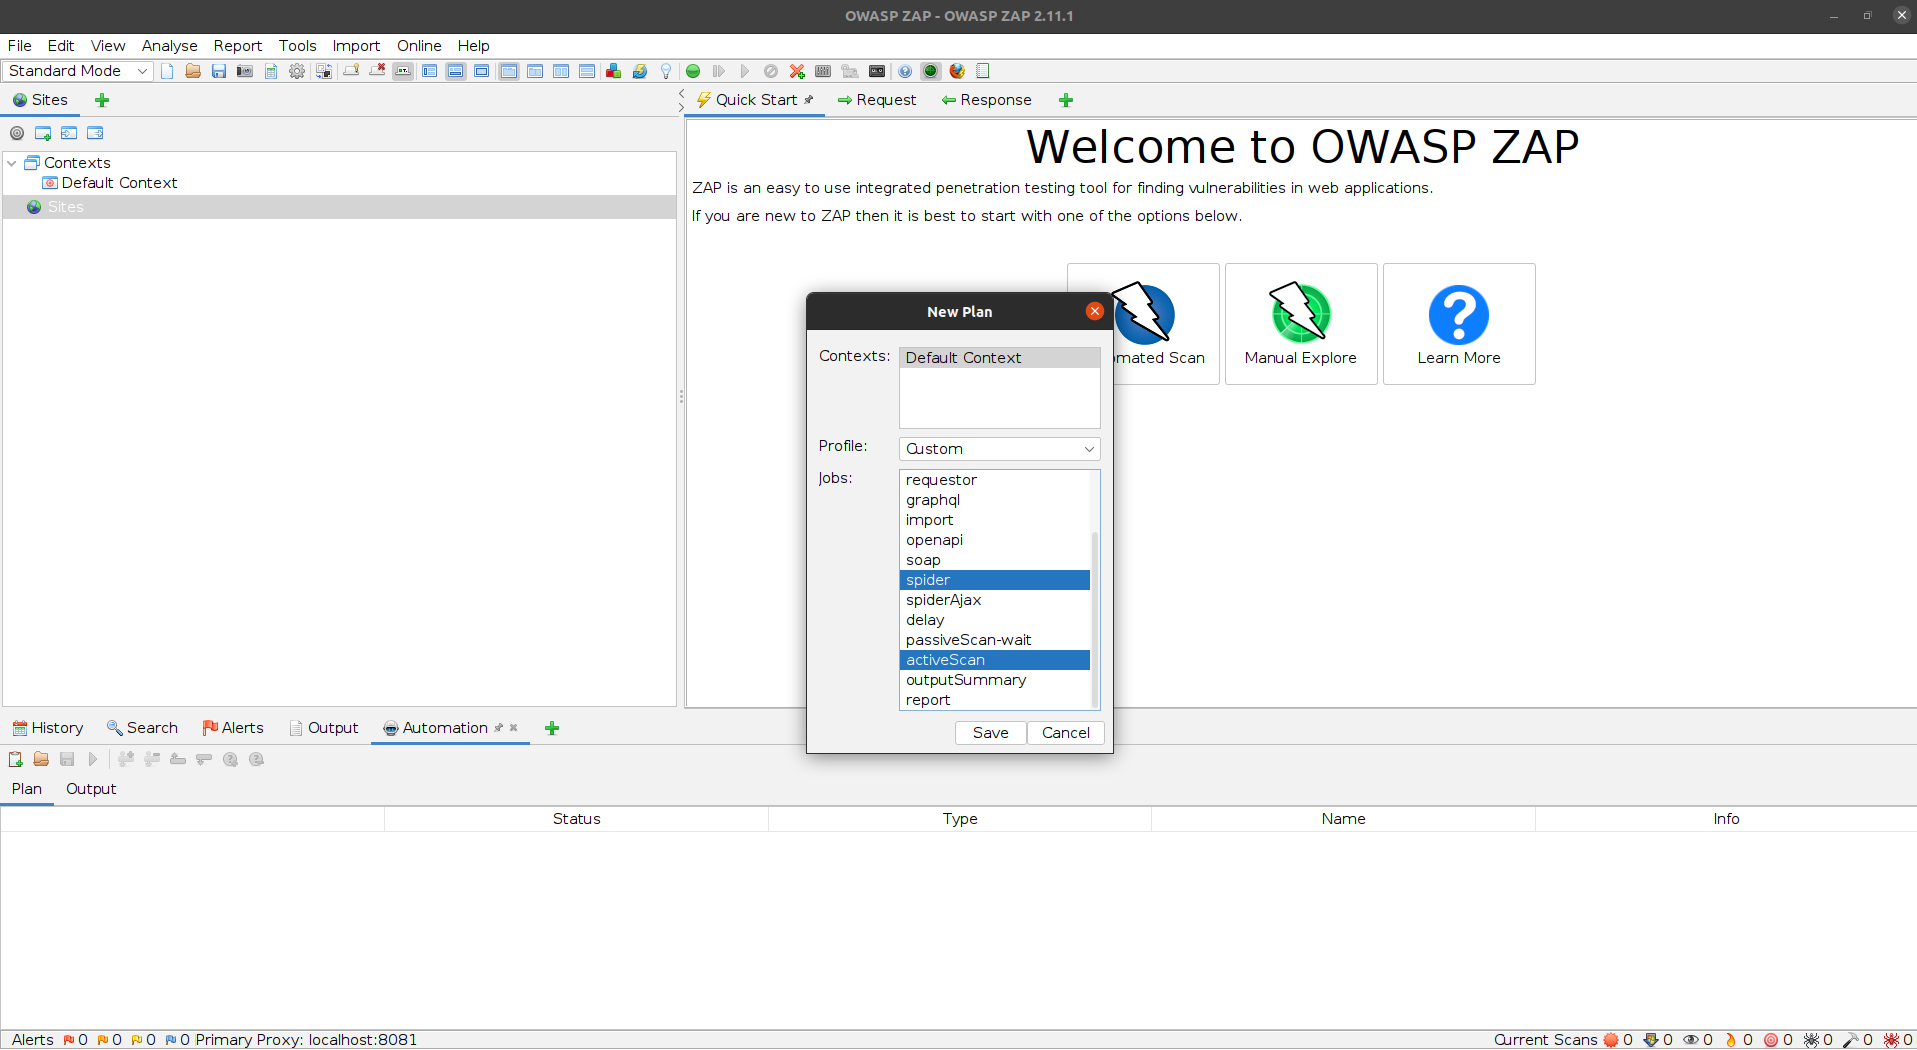 OWASP ZAP - OWASP ZAP 2.11.1
File Edit View Analyse Report Tools Import Online Help
Standard Mode
Sites
Quick Start Request Response
Contexts
Default Context
Sites
Welcome to OWASP ZAP
ZAP is an easy to use integrated penetration testing tool for finding vulnerabilities in web applications.
If you are new to ZAP then it is best to start with one of the options below.
omated Scan
Manual Explore
Learn More
New Plan
Contexts: Default Context
Profile: Custom
Jobs:
requestor
graphql
import
openapi
soap
spider
spiderAjax
delay
passiveScan-wait
activeScan
outputSummary
report
Save Cancel
History Search Alerts Output Automation
Plan Output
Status Type Name Info
Alerts 0 0 0 0 Primary Proxy: localhost:8081
Current Scans 0 0 0 0 0 0 0 0